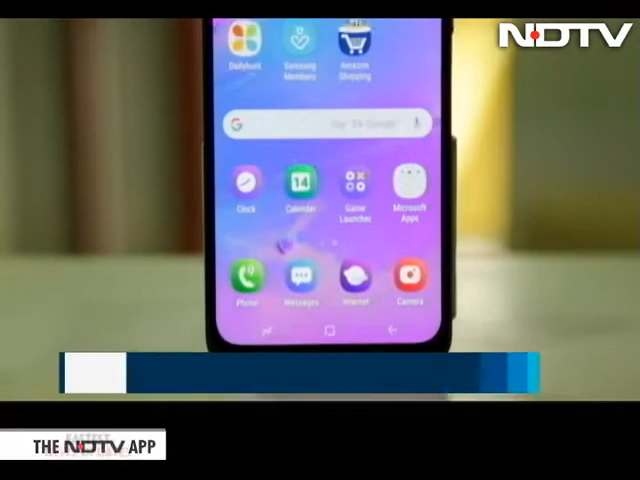 NDTV
Dailyhunt
Samsung Members
Amazon Shopping
G
Clock
14
Calendar
Game Launcher
Microsoft Apps
Phone
Messages
Internet
Camera
THE NDTV APP